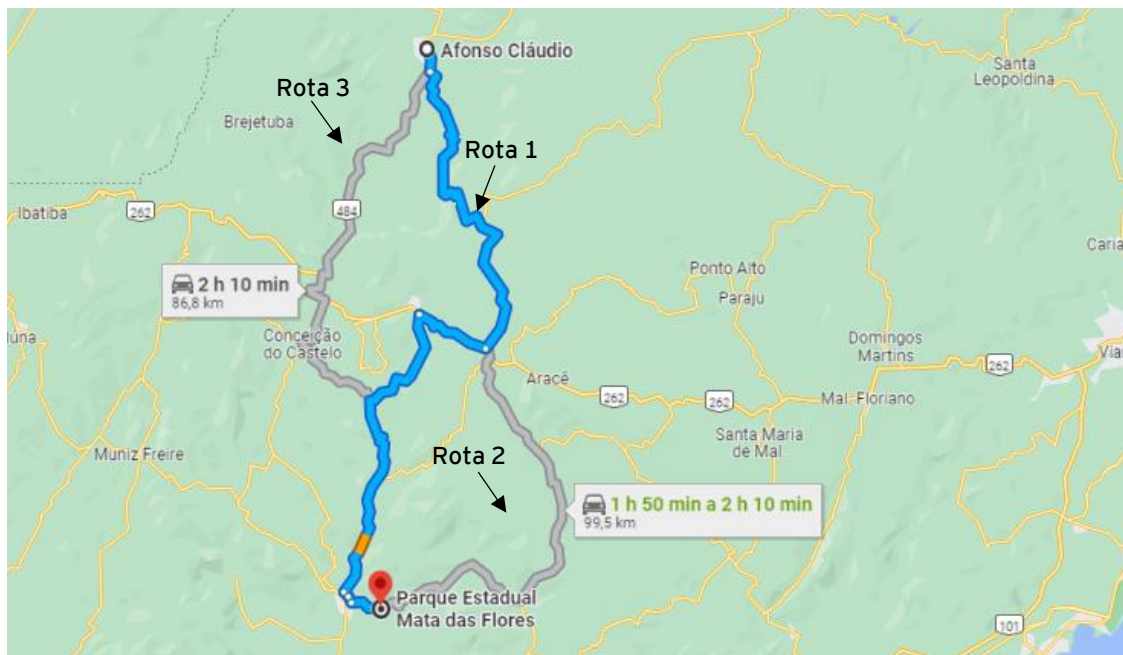 Afonso Cláudio
Santa
Leopoldina
Rota 3
Brejetuba
Rota 1
Ibatiba
262
484
Caria
2 h 10 min
86,8 km
Ponto Alto
Paraju
Conceição
do Castelo
úna
Domingos
Martins
Vian
262
Aracê
262
262
Mal. Floriano
Santa Maria
de Mal.
Muniz Freire
Rota 2
1 h 50 min a 2 h 10 min
99,5 km
Parque Estadual
Mata das Flores
101